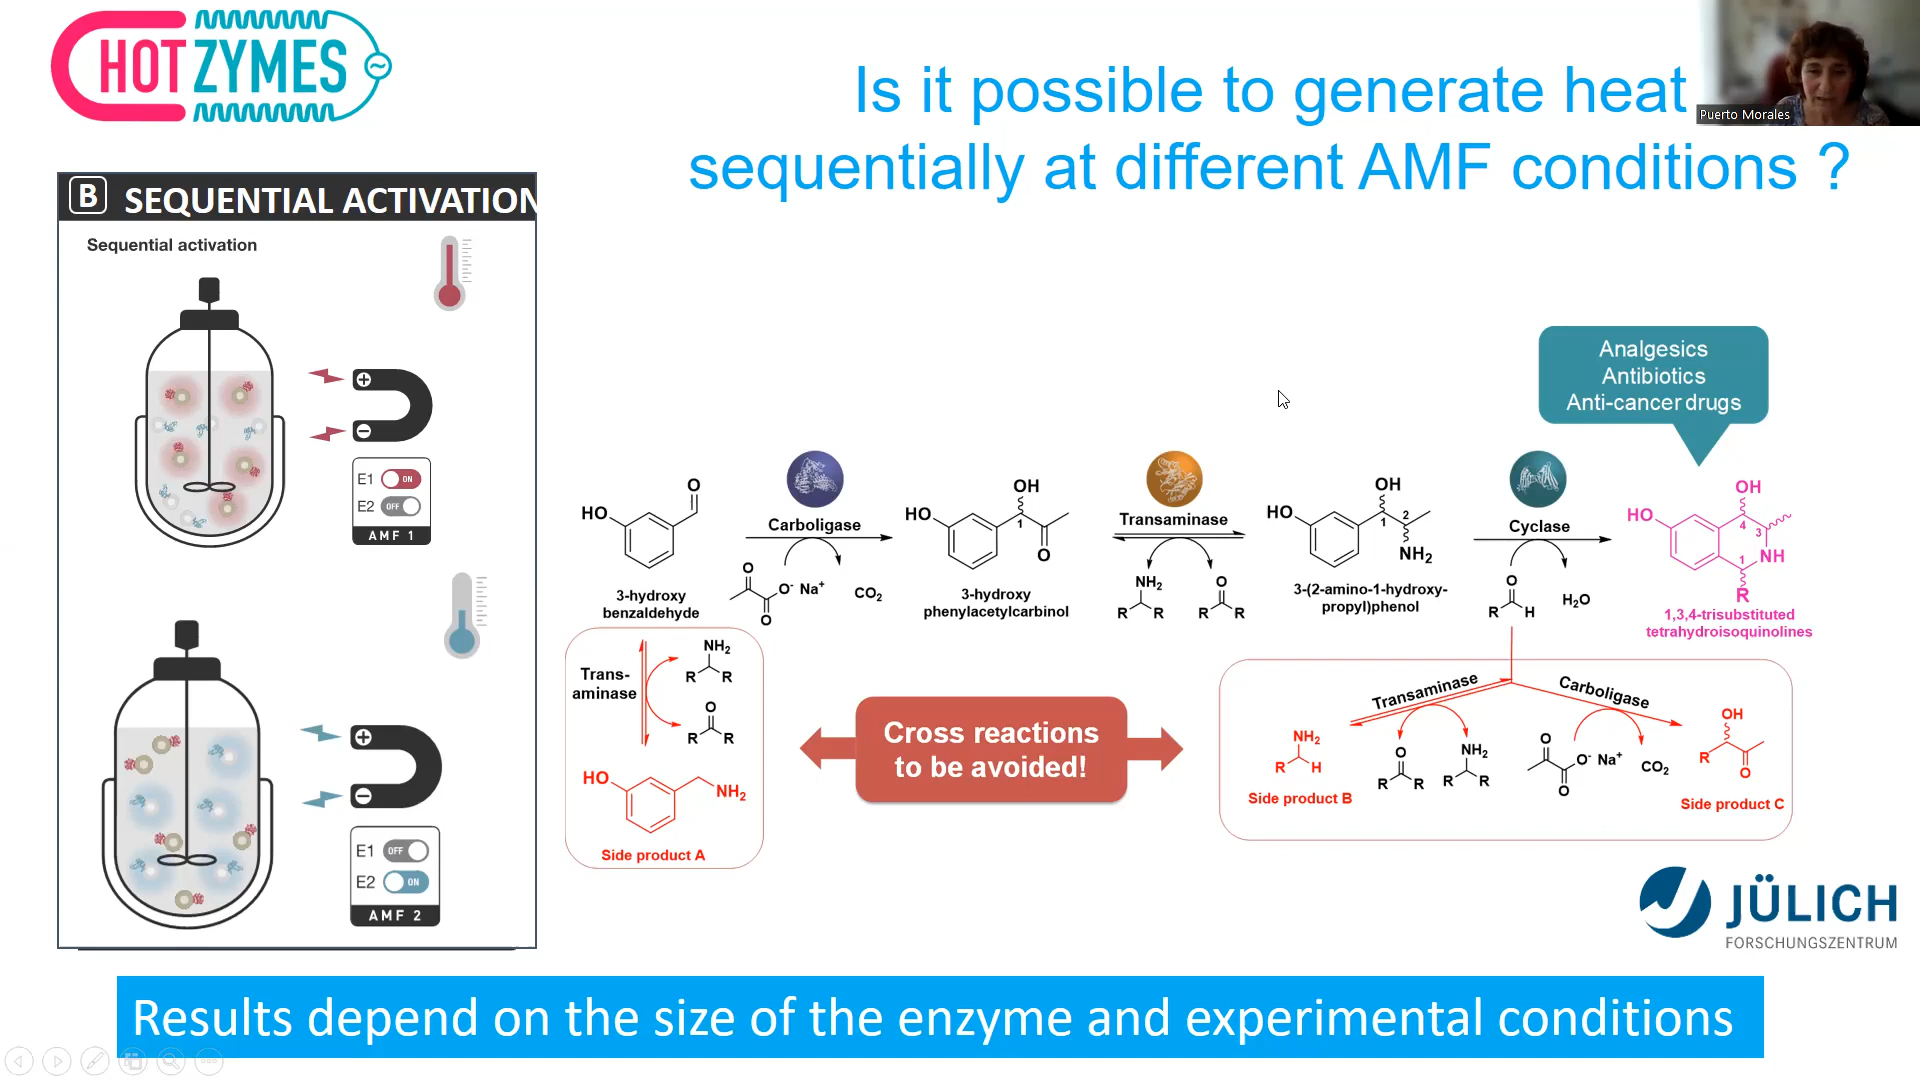 HOTZYMES
Is it possible to generate heat
sequentially at different AMF conditions ?
Puerto Morales
B SEQUENTIAL ACTIVATION
Sequential activation
+
−
E1 ON
E2 OFF
AMF 1
+
−
E1 OFF
E2 ON
AMF 2
Analgesics
Antibiotics
Anti-cancer drugs
HO
O
3-hydroxy
benzaldehyde
Carboligase
O
O⁻ Na⁺
O
CO₂
HO
OH
1
O
3-hydroxy
phenylacetylcarbinol
Transaminase
NH₂
R R
O
R R
HO
OH
1 2
NH₂
3-(2-amino-1-hydroxy-
propyl)phenol
Cyclase
O
R H
H₂O
HO
OH
4
3
NH
1
R
1,3,4-trisubstituted
tetrahydroisoquinolines
Trans-
aminase
NH₂
R R
O
R R
HO
NH₂
Side product A
Cross reactions
to be avoided!
Transaminase
NH₂
R H
Side product B
O
R R
NH₂
R R
Carboligase
O
O⁻ Na⁺
O
CO₂
OH
R
O
Side product C
JÜLICH
FORSCHUNGSZENTRUM
Results depend on the size of the enzyme and experimental conditions